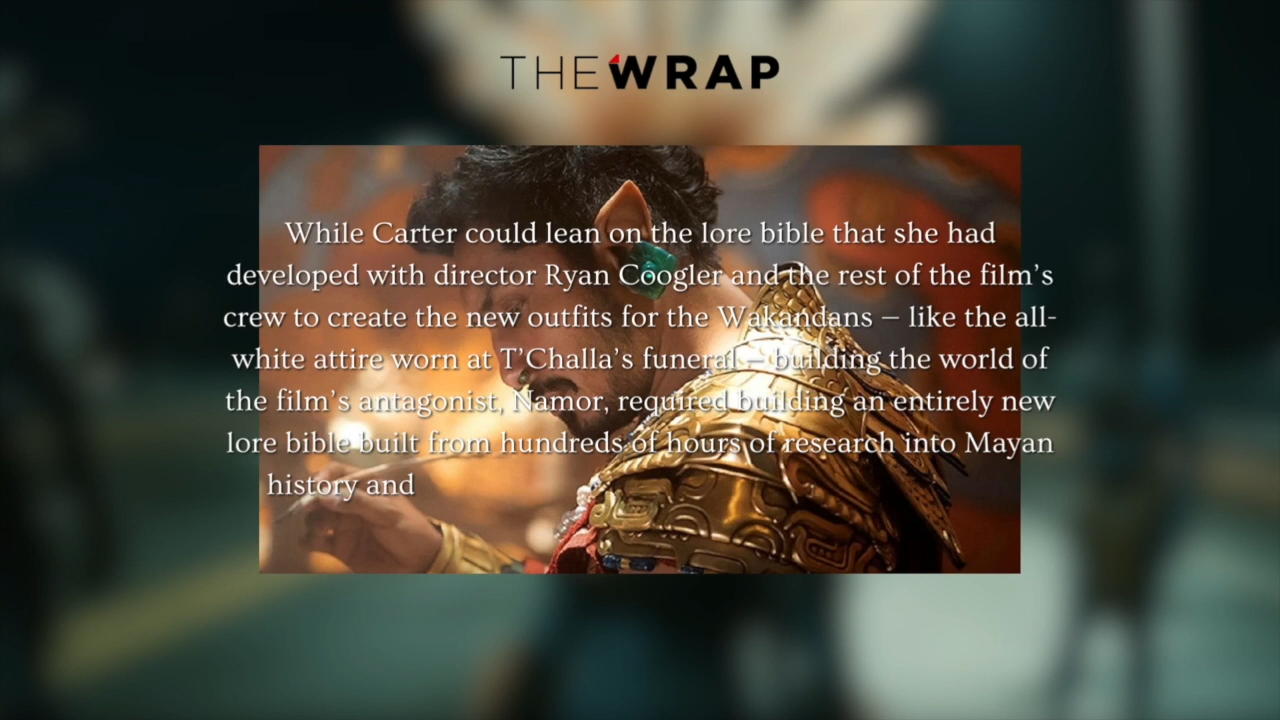 THEWRAP
While Carter could lean on the lore bible that she had
developed with director Ryan Coogler and the rest of the film’s
crew to create the new outfits for the Wakandans – like the all-
white attire worn at T’Challa’s funeral – building the world of
the film’s antagonist, Namor, required building an entirely new
lore bible built from hundreds of hours of research into Mayan
history and